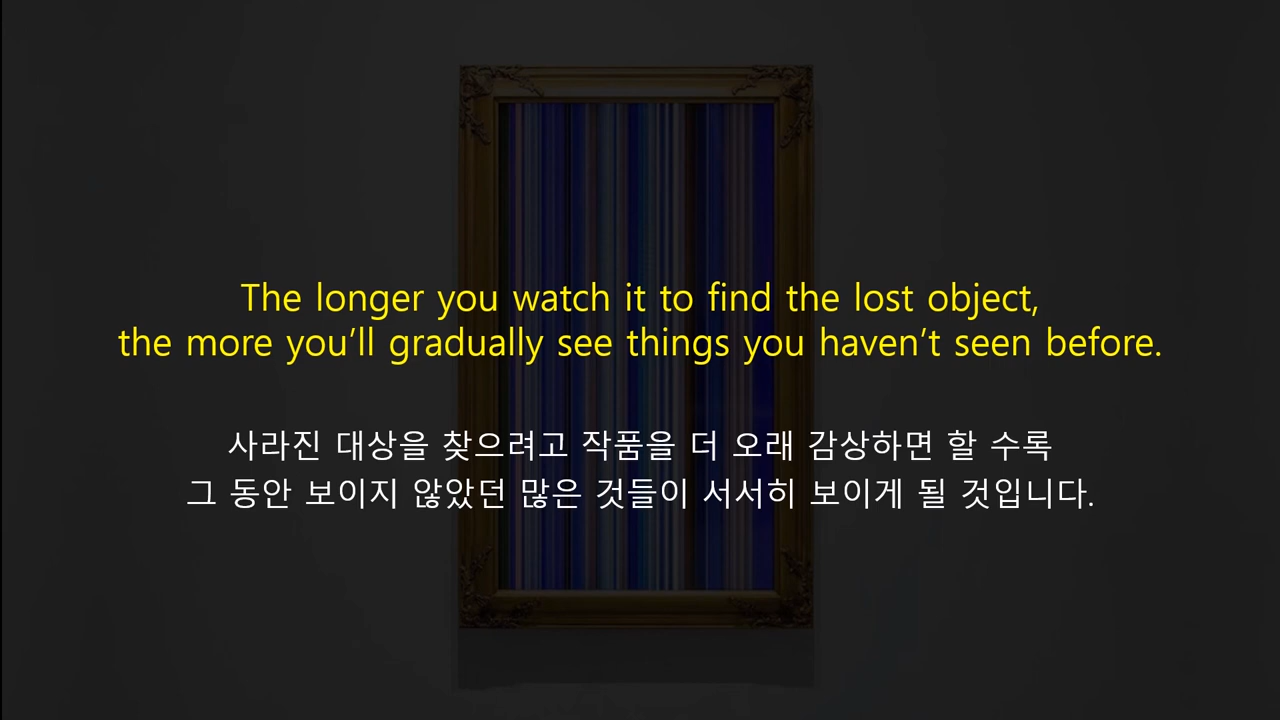 The longer you watch it to find the lost object,
the more you’ll gradually see things you haven’t seen before.
사라진 대상을 찾으려고 작품을 더 오래 감상하면 할 수록
그 동안 보이지 않았던 많은 것들이 서서히 보이게 될 것입니다.